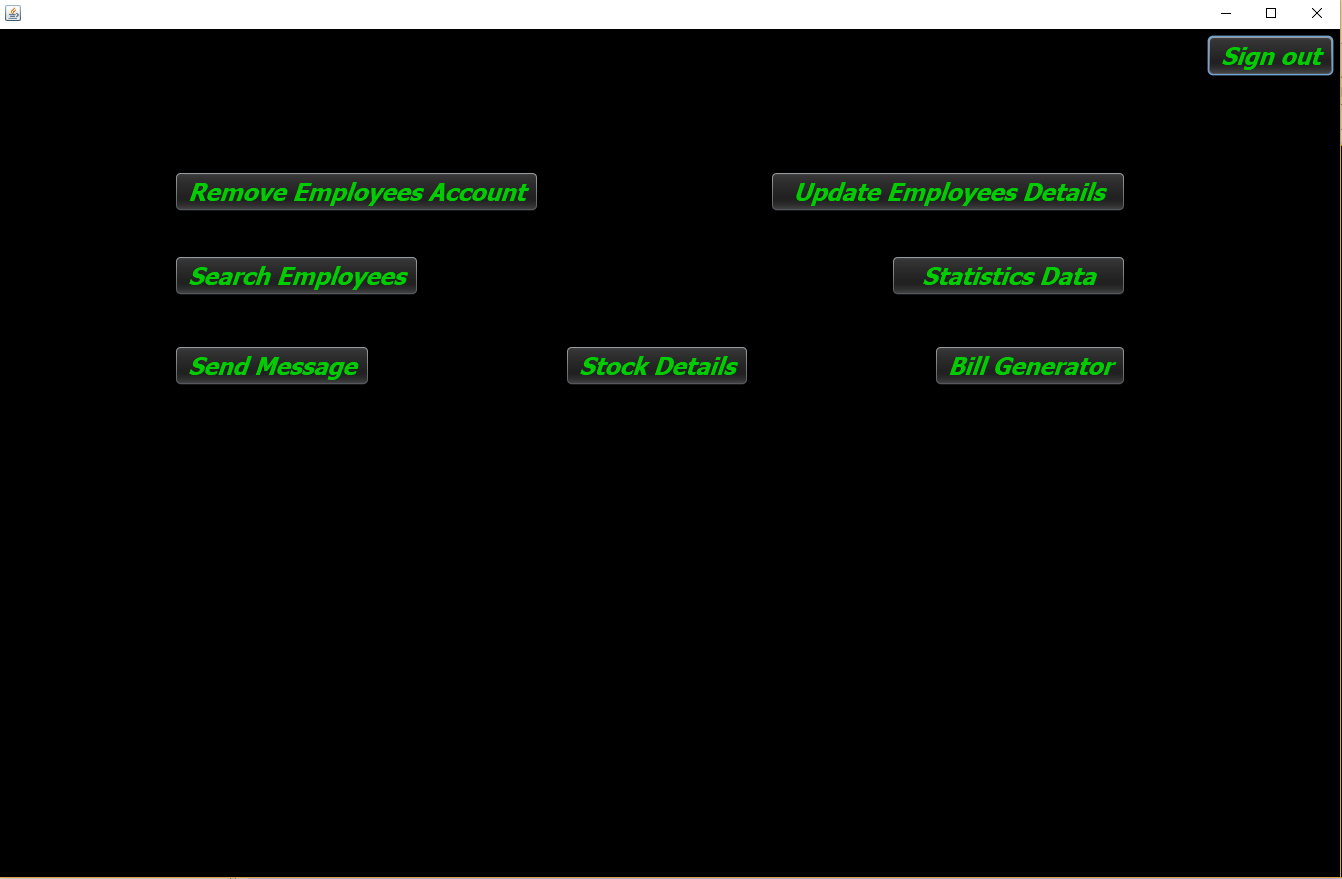 Sign out
Remove Employees Account
Update Employees Details
Search Employees
Statistics Data
Send Message
Stock Details
Bill Generator